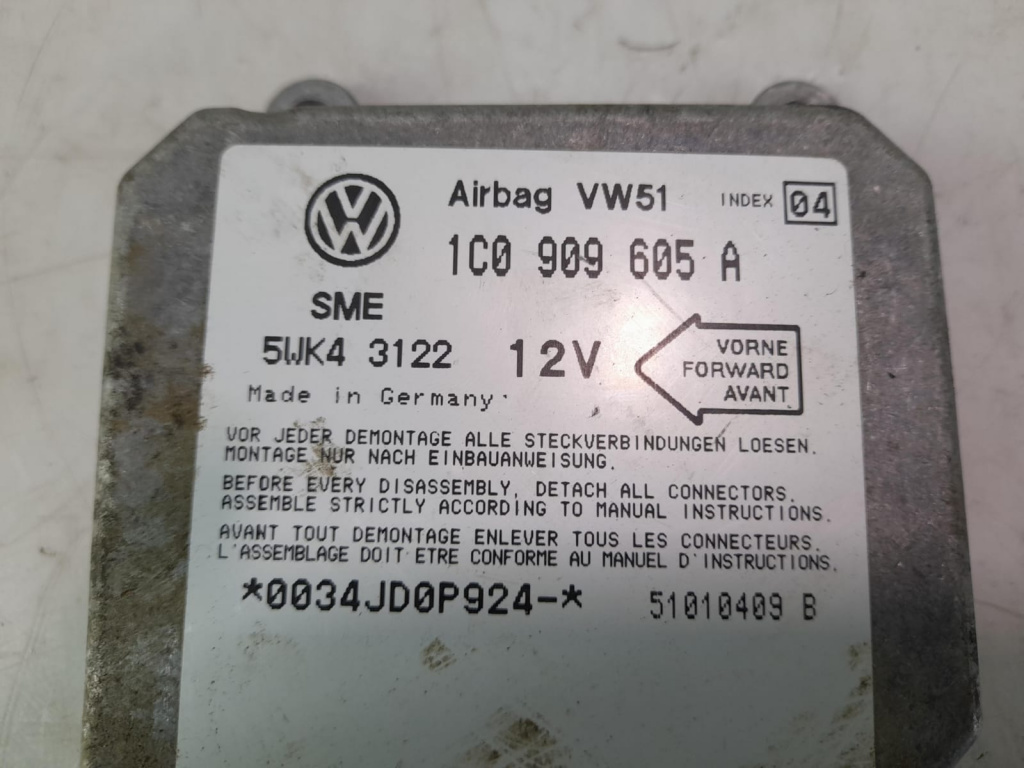 Airbag VW51 INDEX 04
1C0 909 605 A
SME
5WK4 3122 12V
VORNE
FORWARD
AVANT
Made in Germany
VOR JEDER DEMONTAGE ALLE STECKVERBINDUNGEN LOESEN.
MONTAGE NUR NACH EINBAUANWEISUNG.
BEFORE EVERY DISASSEMBLY, DETACH ALL CONNECTORS.
ASSEMBLE STRICTLY ACCORDING TO MANUAL INSTRUCTIONS.
AVANT TOUT DEMONTAGE ENLEVER TOUS LES CONNECTEURS.
L'ASSEMBLAGE DOIT ETRE CONFORME AU MANUEL D'INSTRUCTIONS.
*0034JD0P924-* 51010409 B